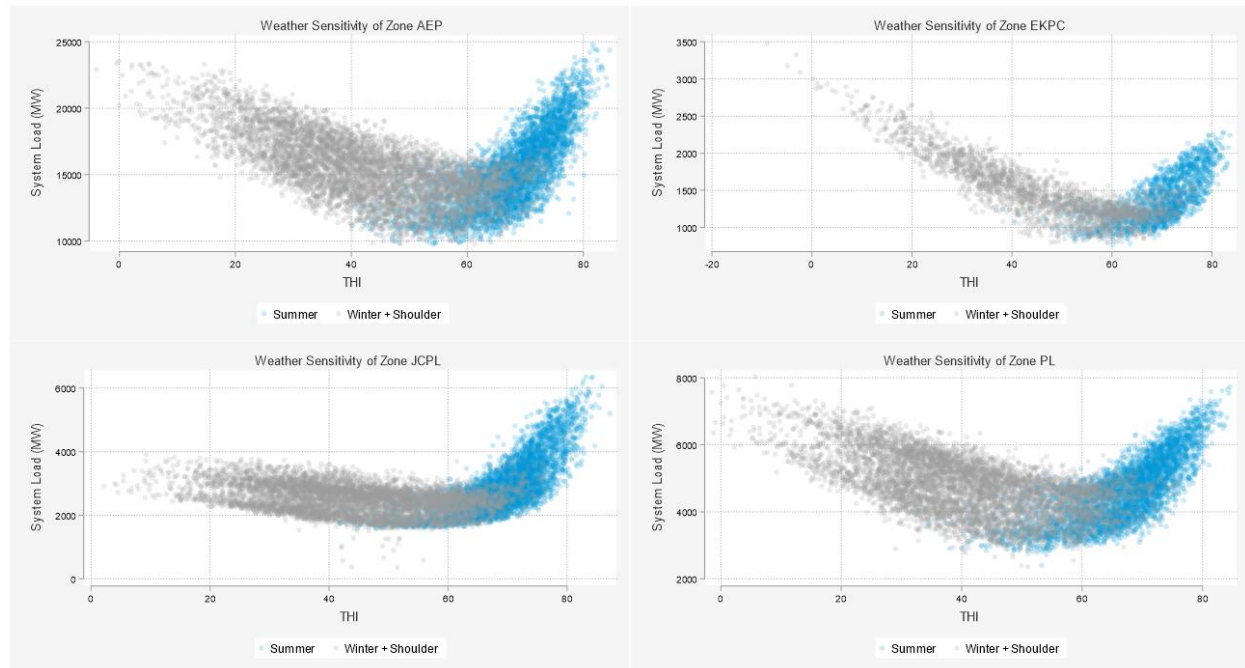 Weather Sensitivity of Zone AEP
System Load (MW)
25000
20000
15000
10000
0
20
40
60
80
THI
Summer
Winter + Shoulder
Weather Sensitivity of Zone EKPC
System Load (MW)
3500
3000
2500
2000
1500
1000
-20
0
20
40
60
80
THI
Summer
Winter + Shoulder
Weather Sensitivity of Zone JCPL
System Load (MW)
6000
4000
2000
0
0
20
40
60
80
THI
Summer
Winter + Shoulder
Weather Sensitivity of Zone PL
System Load (MW)
8000
6000
4000
2000
0
20
40
60
80
THI
Summer
Winter + Shoulder